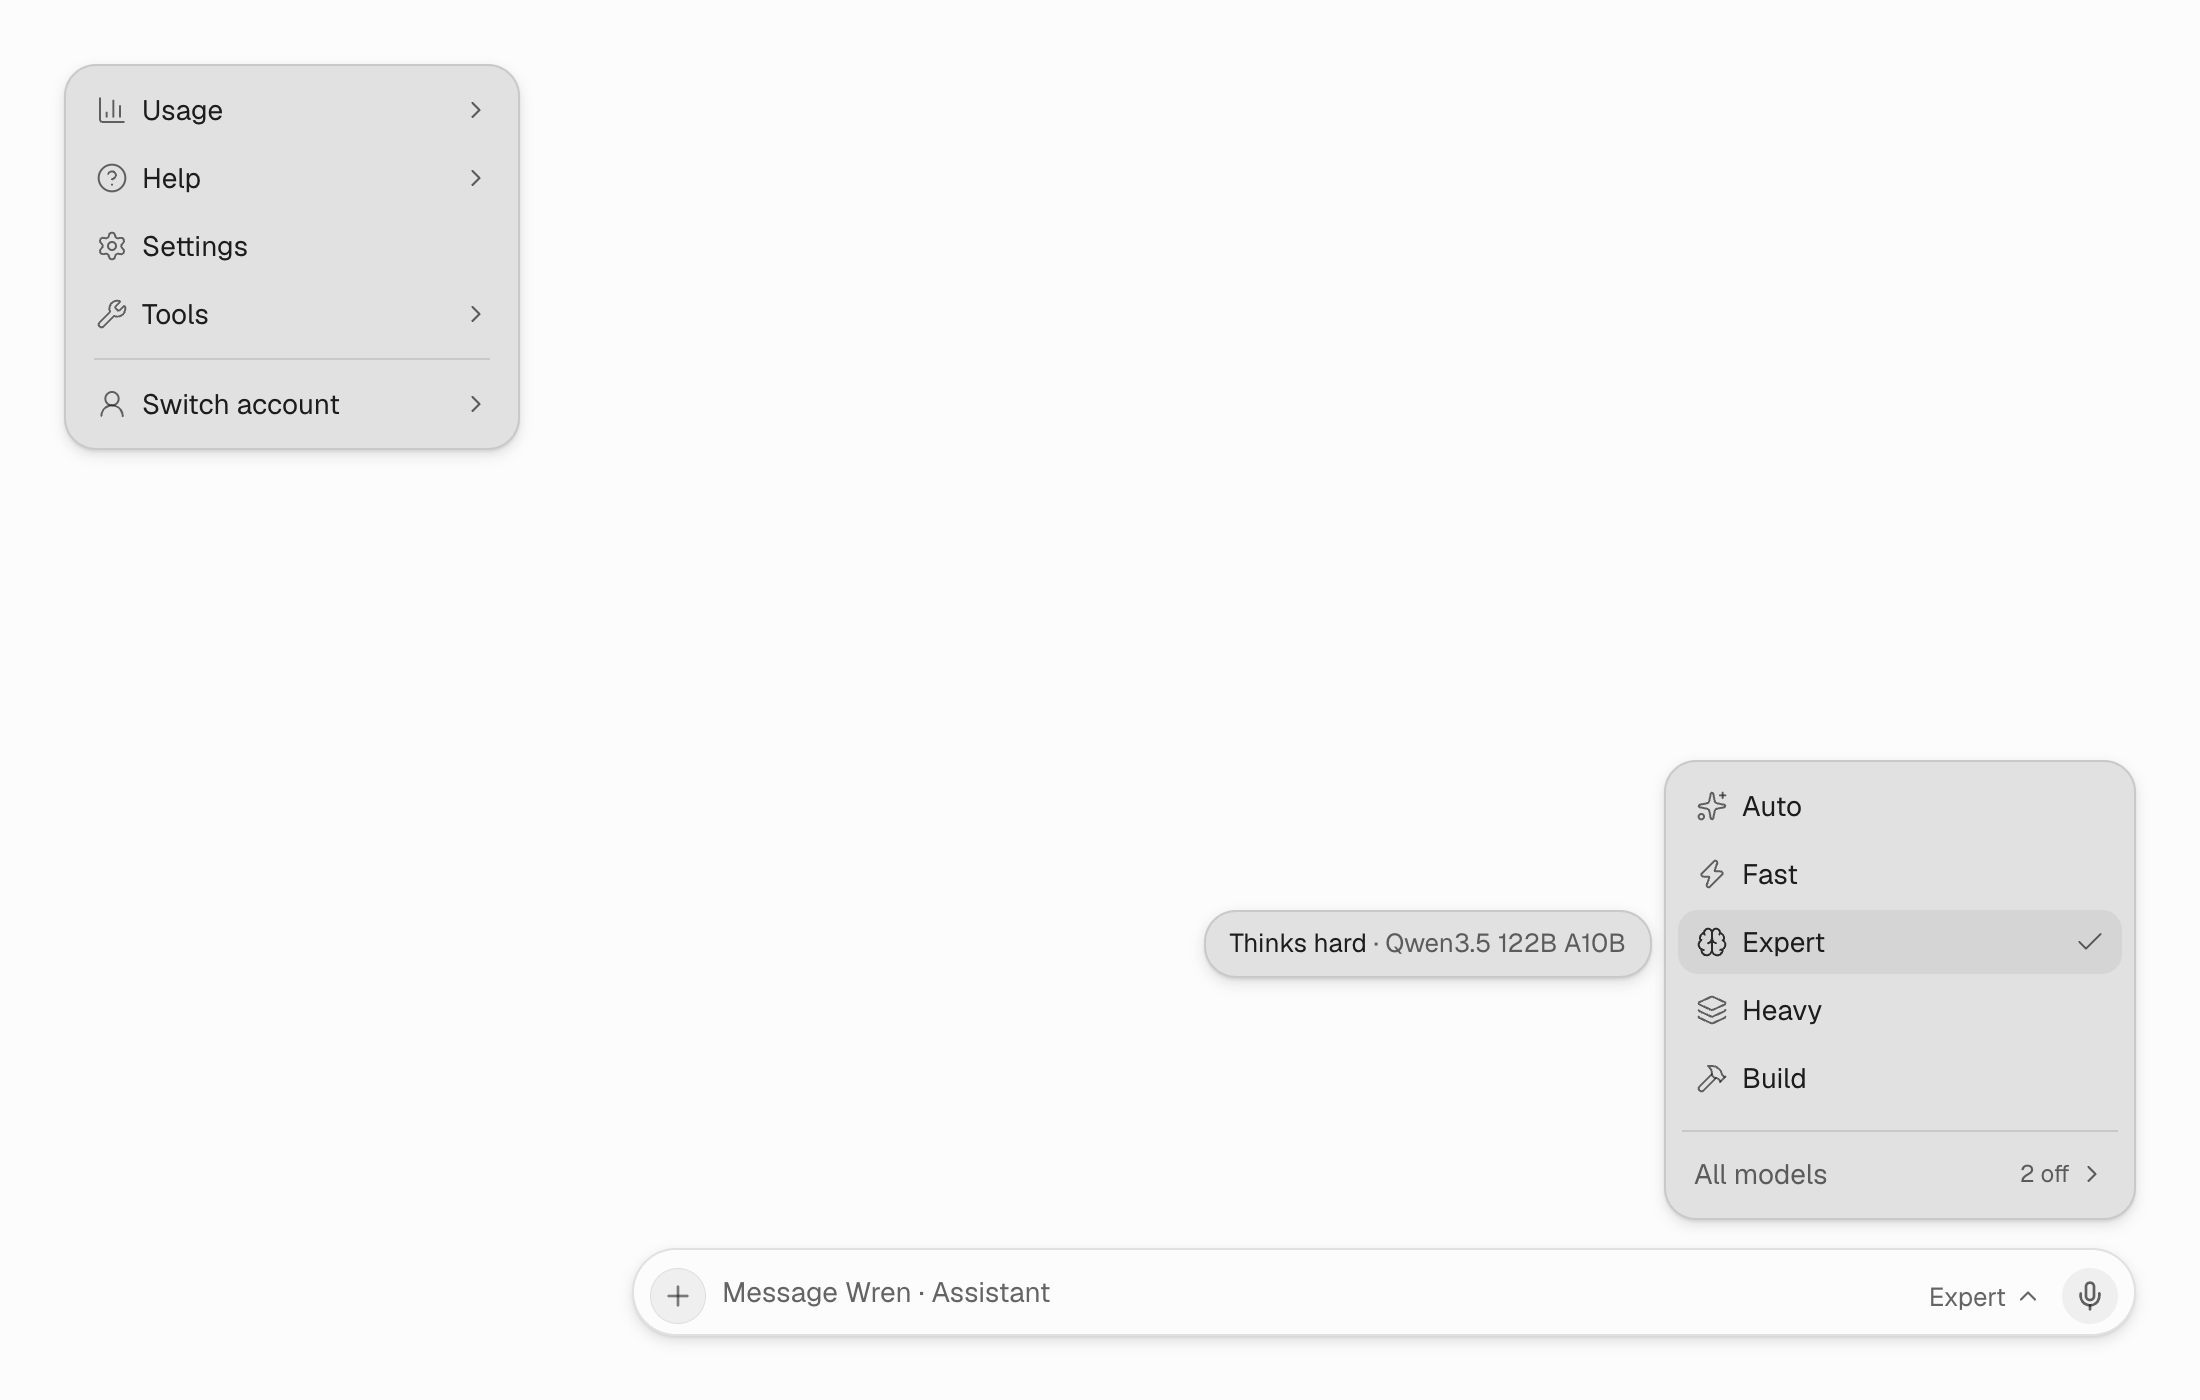 Usage
Help
Settings
Tools
Switch account
Auto
Fast
Thinks hard · Qwen3.5 122B A10B
Expert
Heavy
Build
All models 2 off
Message Wren · Assistant Expert